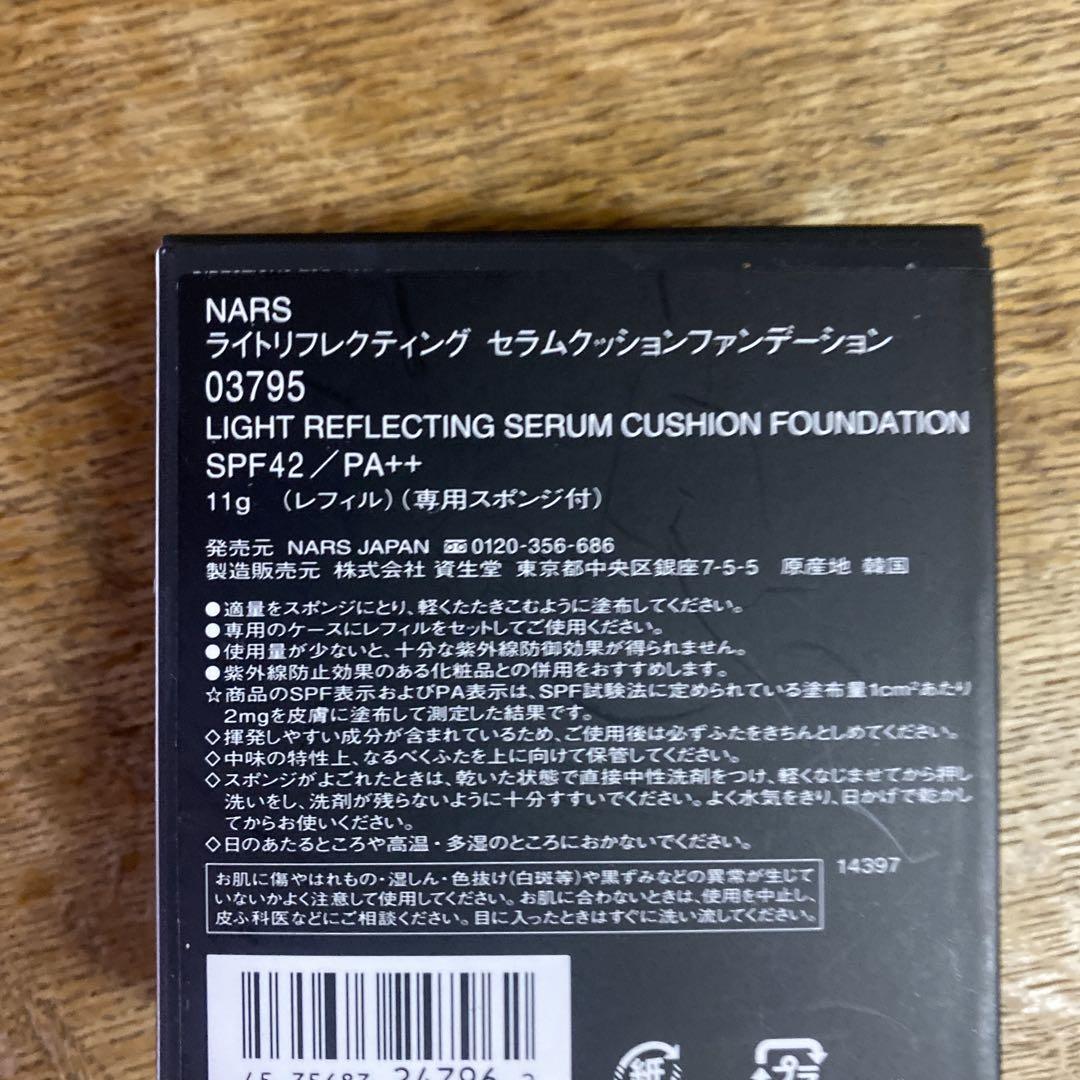 NARS
ライトリフレクティング セラムクッションファンデーション
03795
LIGHT REFLECTING SERUM CUSHION FOUNDATION
SPF42／PA++
11g （レフィル）（専用スポンジ付）
発売元 NARS JAPAN 0120-356-686
製造販売元 株式会社 資生堂 東京都中央区銀座7-5-5 原産地 韓国
●適量をスポンジにとり、軽くたたきこむように塗布してください。
●専用のケースにレフィルをセットしてご使用ください。
●使用量が少ないと、十分な紫外線防御効果が得られません。
●紫外線防止効果のある化粧品との併用をおすすめします。
☆商品のSPF表示およびPA表示は、SPF試験法に定められている塗布量1cm²あたり
2mgを皮膚に塗布して測定した結果です。
◇揮発しやすい成分が含まれているため、ご使用後は必ずふたをきちんとしめてください。
◇中味の特性上、なるべくふたを上に向けて保管してください。
◇スポンジがよごれたときは、乾いた状態で直接中性洗剤をつけ、軽くなじませてから押し
洗いをし、洗剤が残らないように十分すすいでください。よく水気をきり、日かげで乾かし
てからお使いください。
◇日のあたるところや高温・多湿のところにおかないでください。
14397
お肌に傷やはれもの・湿しん・色抜け(白斑等)や黒ずみなどの異常が生じて
いないかよく注意して使用してください。お肌に合わないときは、使用を中止し、
皮ふ科医などにご相談ください。目に入ったときはすぐに洗い流してください。
紙
プラ